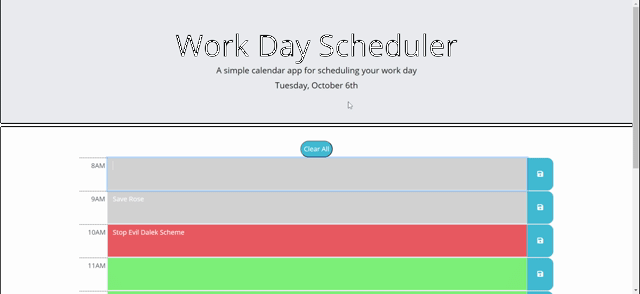 Work Day Scheduler
A simple calendar app for scheduling your work day
Tuesday, October 6th
Clear All
8AM
9AM Save Rose
10AM Stop Evil Dalek Scheme
11AM